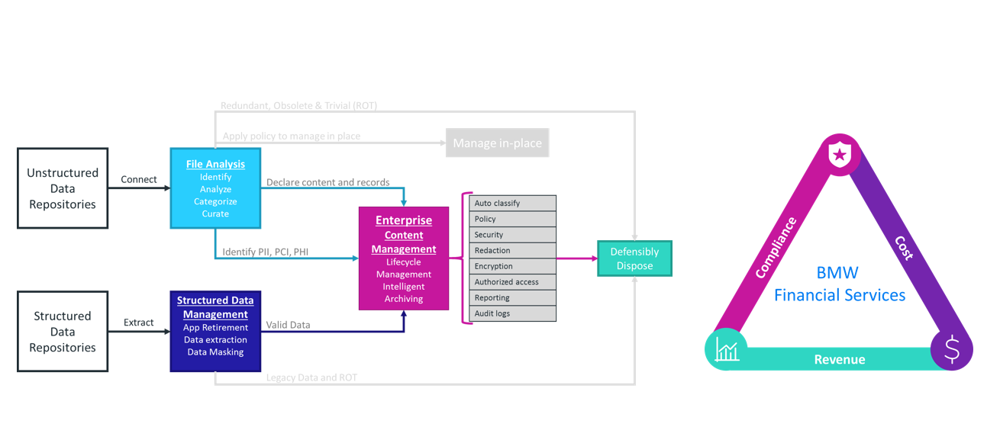 Redundant, Obsolete & Trivial (ROT)
Apply policy to manage in place
Manage in-place
Unstructured
Data
Repositories
Connect
File Analysis
Identify
Analyze
Categorize
Curate
Declare content and records
Identify PII, PCI, PHI
Enterprise
Content
Management
Lifecycle
Management
Intelligent
Archiving
Auto classify
Policy
Security
Redaction
Encryption
Authorized access
Reporting
Audit logs
Defensibly
Dispose
Structured
Data
Repositories
Extract
Structured Data
Management
App Retirement
Data extraction
Data Masking
Valid Data
Legacy Data and ROT
Compliance
Cost
BMW
Financial Services
$
Revenue